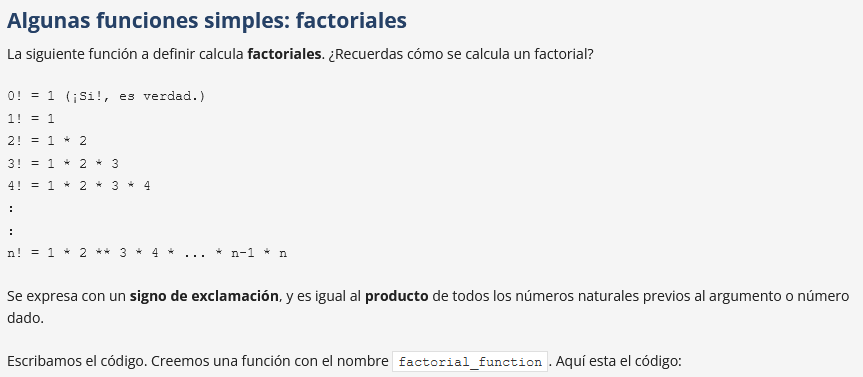 Algunas funciones simples: factoriales
La siguiente función a definir calcula factoriales. ¿Recuerdas cómo se calcula un factorial?
0! = 1 (¡Si!, es verdad.)
1! = 1
2! = 1 * 2
3! = 1 * 2 * 3
4! = 1 * 2 * 3 * 4
:
:
n! = 1 * 2 ** 3 * 4 * ... * n-1 * n
Se expresa con un signo de exclamación, y es igual al producto de todos los números naturales previos al argumento o número
dado.
Escribamos el código. Creemos una función con el nombre factorial_function . Aquí esta el código: